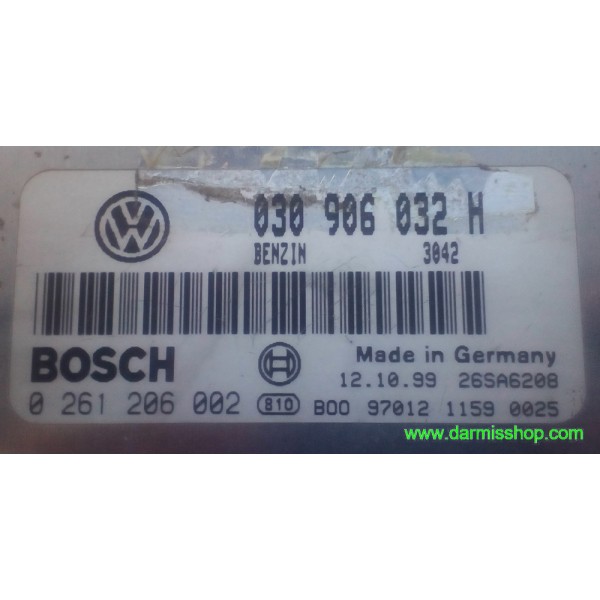 030 906 032 H
BENZIN 3042
BOSCH Made in Germany
12.10.99 26SA6208
0 261 206 002 810 B00 97012 1159 0025
www.darmisshop.com